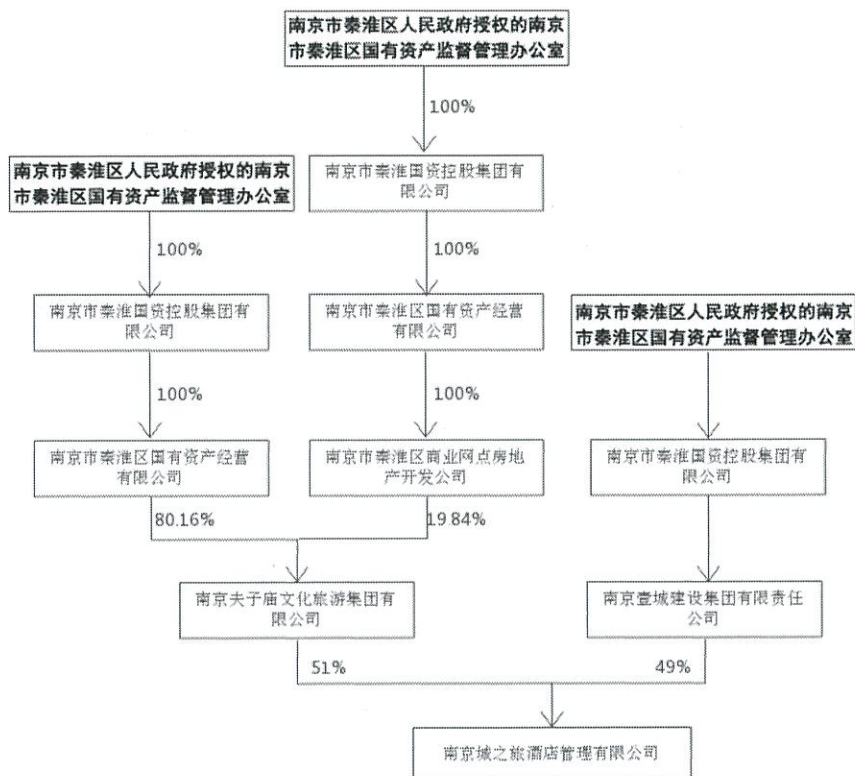 南京市秦淮区人民政府授权的南京
市秦淮区国有资产监督管理办公室
100%
南京市秦淮区人民政府授权的南京
市秦淮区国有资产监督管理办公室
南京市秦淮国资控股集团有
限公司
100%
100%
南京市秦淮国资控股集团有
限公司
南京市秦淮区国有资产经营
有限公司
南京市秦淮区人民政府授权的南京
市秦淮区国有资产监督管理办公室
100%
100%
南京市秦淮区国有资产经营
有限公司
南京市秦淮区商业网点房地
产开发公司
南京市秦淮国资控股集团有
限公司
80.16%
19.84%
南京夫子庙文化旅游集团有
限公司
南京壹城建设集团有限责任
公司
51%
49%
南京城之旅酒店管理有限公司